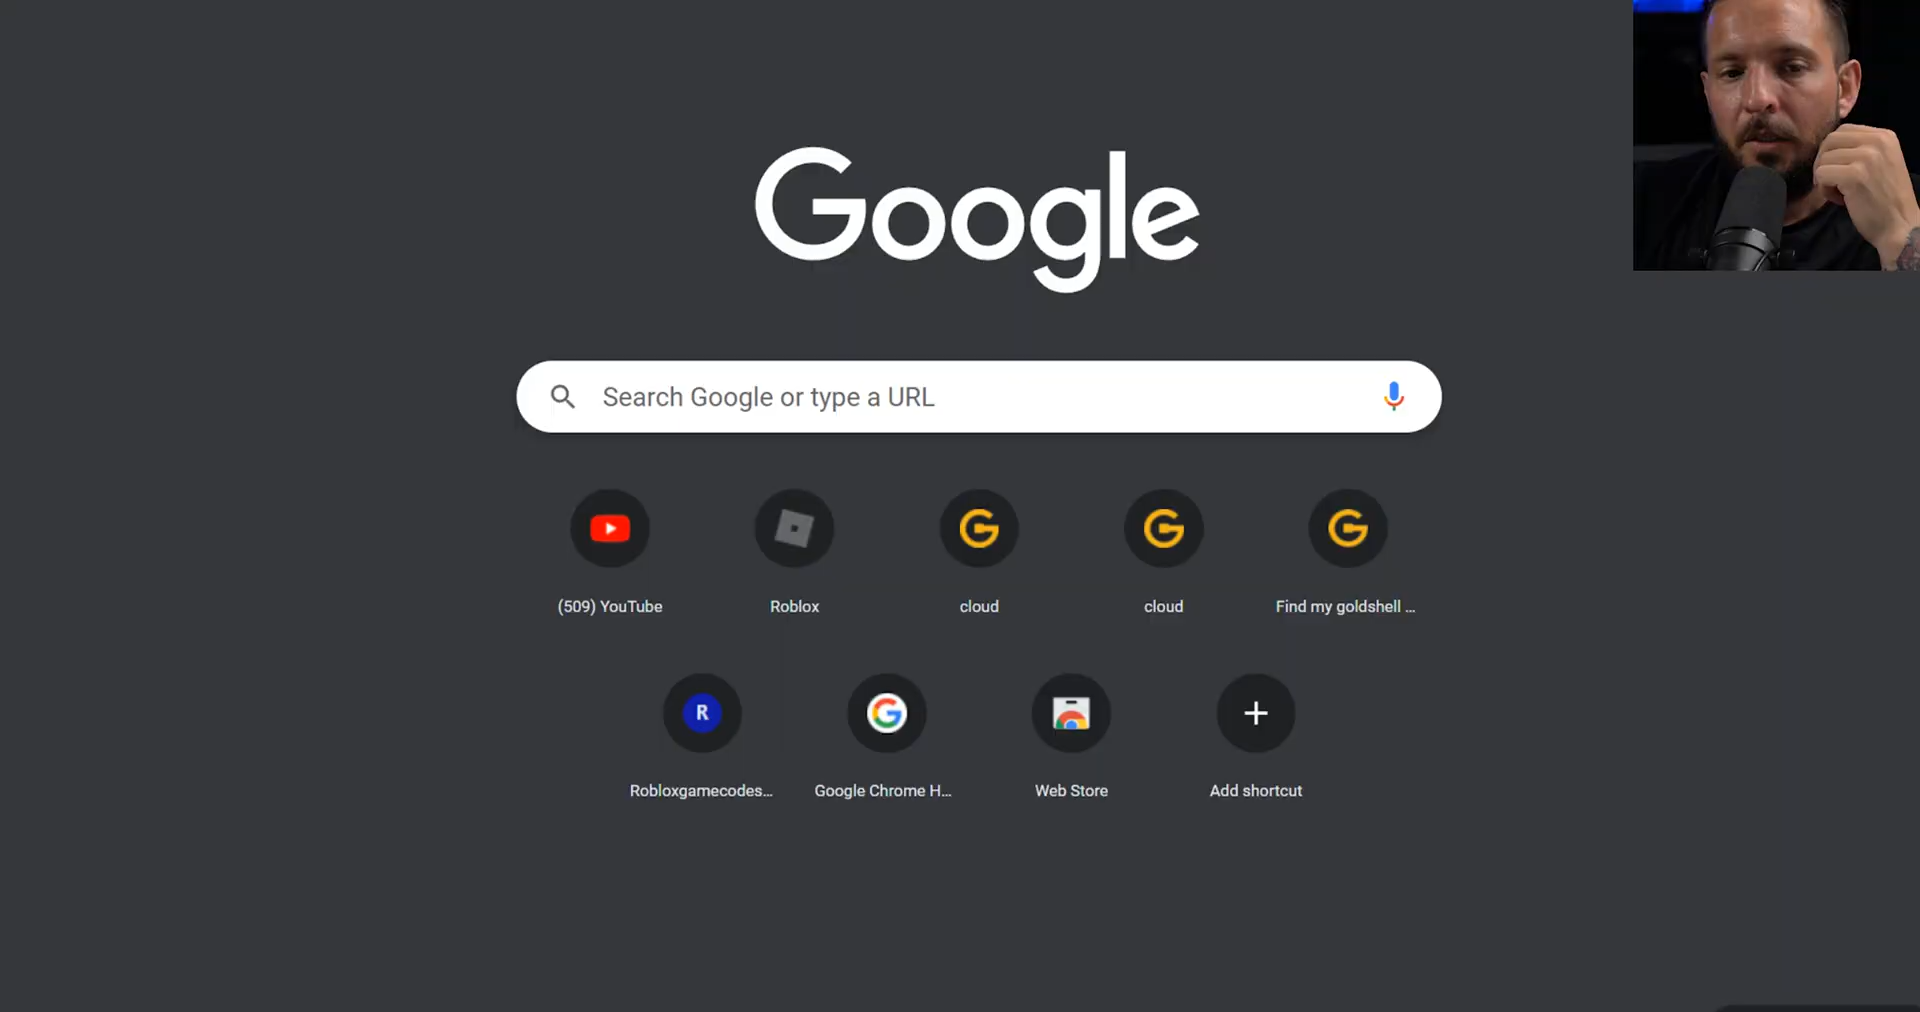 Google
Search Google or type a URL
(509) YouTube
Roblox
cloud
cloud
Find my goldshell ...
R
Robloxgamecodes...
Google Chrome H...
Web Store
Add shortcut